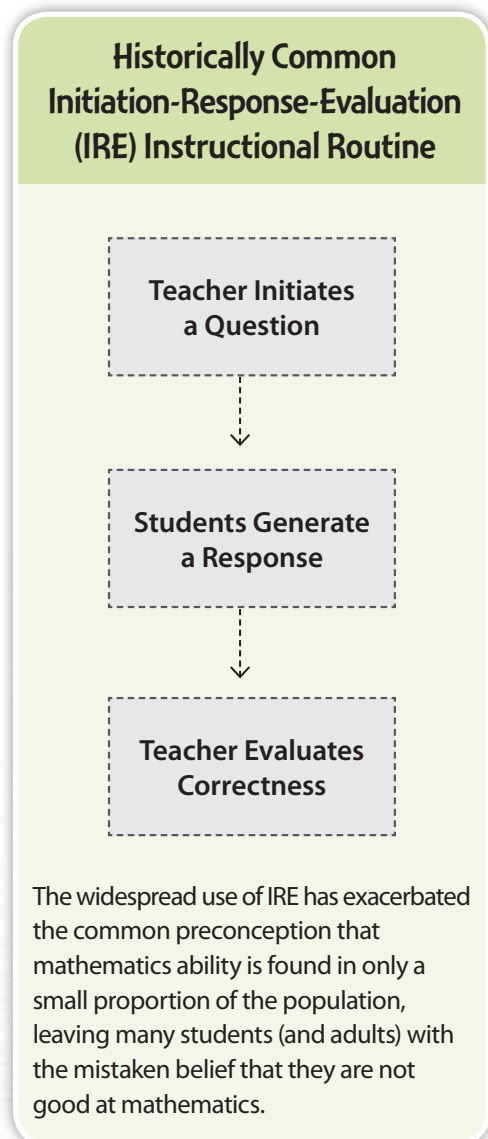 Historically Common
Initiation-Response-Evaluation
(IRE) Instructional Routine
Teacher Initiates
a Question
Students Generate
a Response
Teacher Evaluates
Correctness
The widespread use of IRE has exacerbated
the common preconception that
mathematics ability is found in only a
small proportion of the population,
leaving many students (and adults) with
the mistaken belief that they are not
good at mathematics.